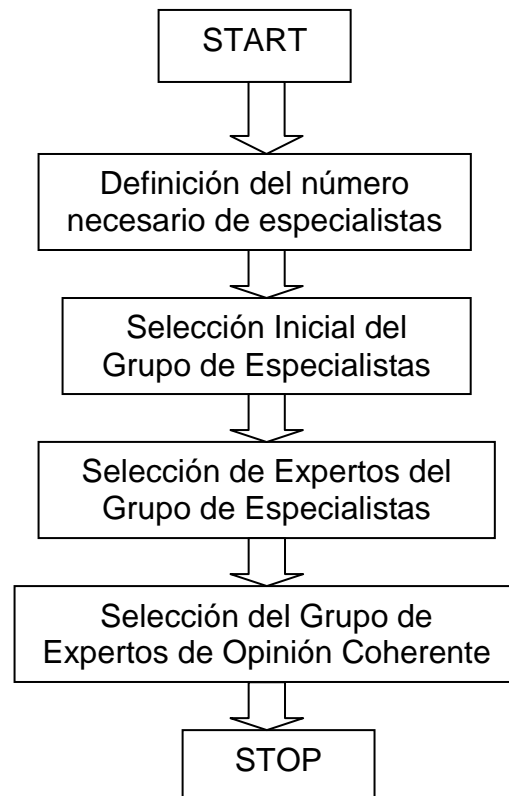 START
Definición del número
necesario de especialistas
Selección Inicial del
Grupo de Especialistas
Selección de Expertos del
Grupo de Especialistas
Selección del Grupo de
Expertos de Opinión Coherente
STOP